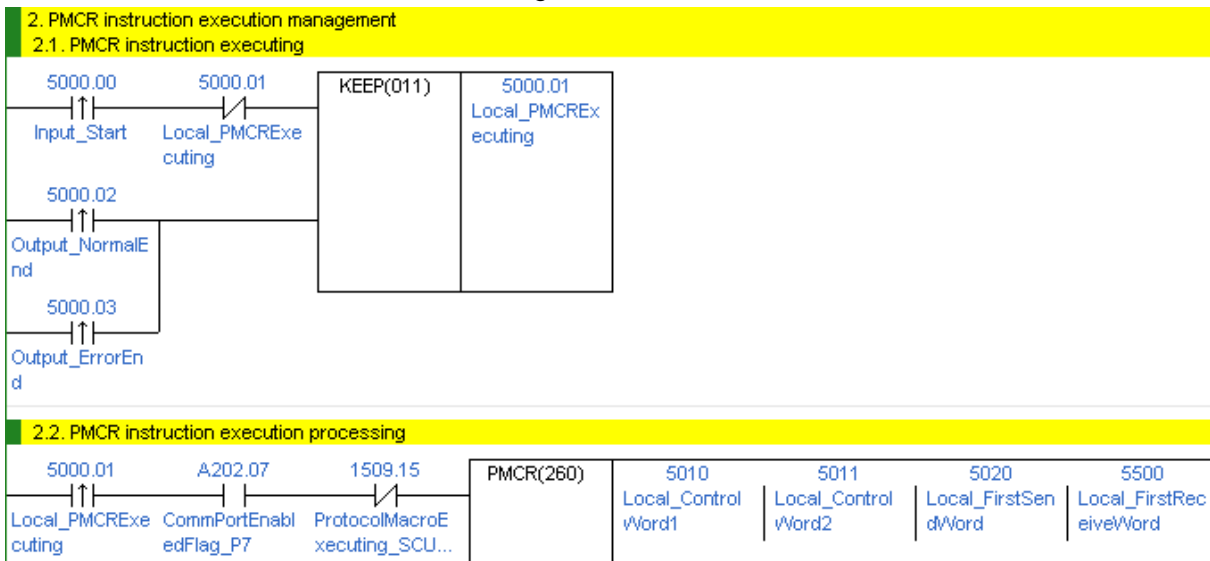 2. PMCR instruction execution management
2.1. PMCR instruction executing
5000.00 5000.01 KEEP(011) 5000.01
Input_Start Local_PMCRExe Local_PMCREx
cuting ecuting
5000.02
Output_NormalE
nd
5000.03
Output_ErrorEn
d
2.2. PMCR instruction execution processing
5000.01 A202.07 1509.15 PMCR(260) 5010 5011 5020 5500
Local_PMCRExe CommPortEnabl ProtocolMacroE Local_Control Local_Control Local_FirstSen Local_FirstRec
cuting edFlag_P7 xecuting_SCU... Word1 Word2 dWord eiveWord